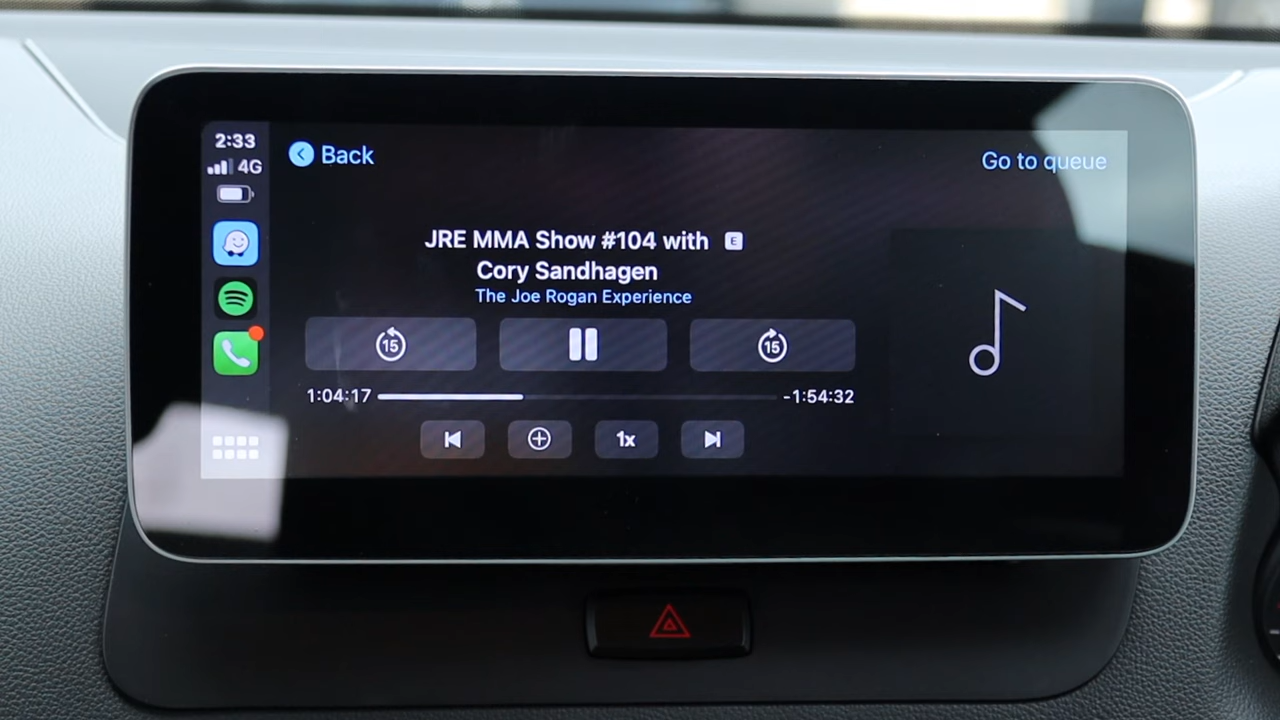 2:33
4G
Back
Go to queue
JRE MMA Show #104 with E
Cory Sandhagen
The Joe Rogan Experience
15
15
1:04:17
-1:54:32
1x